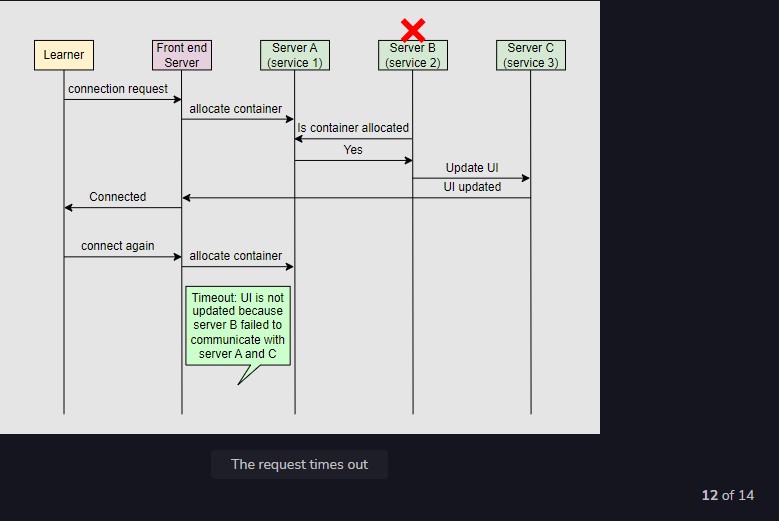 Learner
Front end
Server
Server A
(service 1)
Server B
(service 2)
Server C
(service 3)
connection request
allocate container
Is container allocated
Yes
Update UI
UI updated
Connected
connect again
allocate container
Timeout: UI is not
updated because
server B failed to
communicate with
server A and C
The request times out
12 of 14